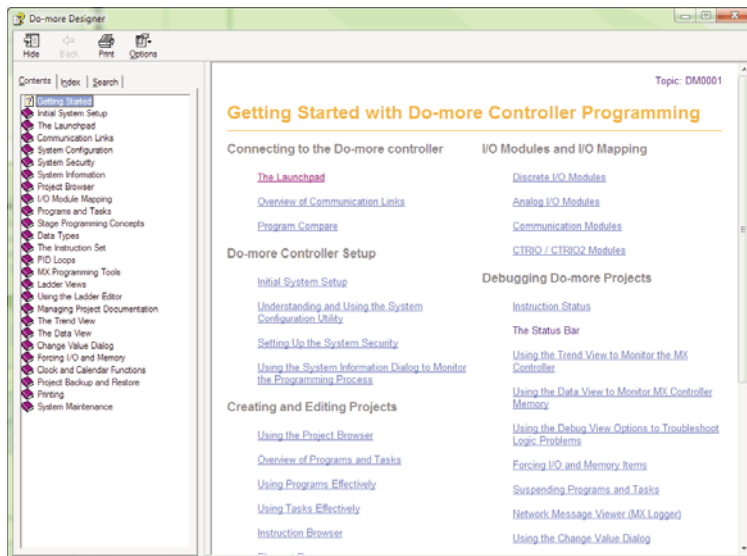 Do-more Designer
Hide Back Print Options
Contents Index Search
Getting Started
Initial System Setup
The Launchpad
Communication Links
System Configuration
System Security
System Information
Project Browser
I/O Module Mapping
Programs and Tasks
Stage Programming Concepts
Data Types
The Instruction Set
PID Loops
MX Programming Tools
Ladder Views
Using the Ladder Editor
Managing Project Documentation
The Trend View
The Data View
Change Value Dialog
Forcing I/O and Memory
Clock and Calendar Functions
Project Backup and Restore
Printing
System Maintenance
Topic: DM0001
Getting Started with Do-more Controller Programming
Connecting to the Do-more controller
The Launchpad
Overview of Communication Links
Program Compare
Do-more Controller Setup
Initial System Setup
Understanding and Using the System
Configuration Utility
Setting Up the System Security
Using the System Information Dialog to Monitor
the Programming Process
Creating and Editing Projects
Using the Project Browser
Overview of Programs and Tasks
Using Programs Effectively
Using Tasks Effectively
Instruction Browser
I/O Modules and I/O Mapping
Discrete I/O Modules
Analog I/O Modules
Communication Modules
CTRIO / CTRIO2 Modules
Debugging Do-more Projects
Instruction Status
The Status Bar
Using the Trend View to Monitor the MX
Controller
Using the Data View to Monitor MX Controller
Memory
Using the Debug View Options to Troubleshoot
Logic Problems
Forcing I/O and Memory Items
Suspending Programs and Tasks
Network Message Viewer (MX Logger)
Using the Change Value Dialog